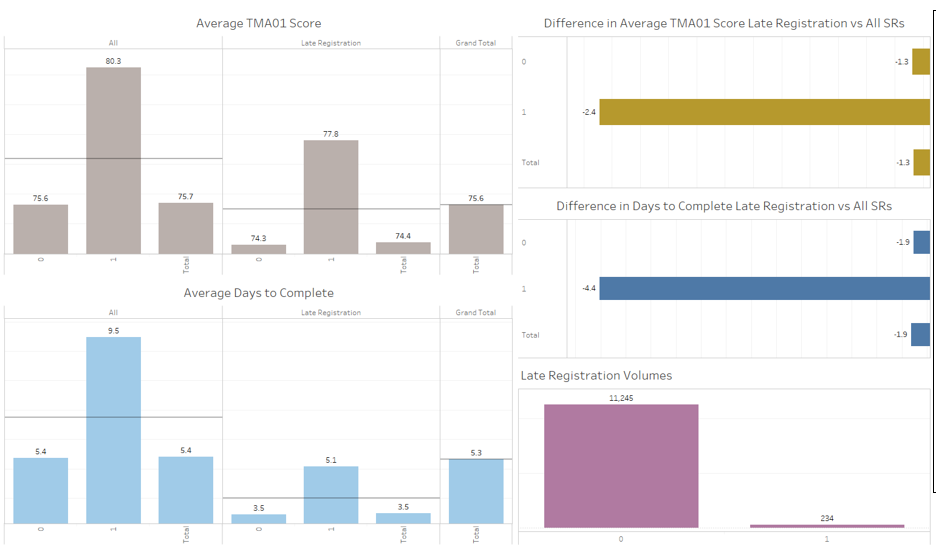 Average TMA01 Score
All
Late Registration
Grand Total
80.3
77.8
75.6
75.7
74.3
74.4
75.6
0
1
Total
0
1
Total
Total
Average Days to Complete
All
Late Registration
Grand Total
9.5
5.4
5.4
3.5
5.1
3.5
5.3
0
1
Total
0
1
Total
Total
Difference in Average TMA01 Score Late Registration vs All SRs
0
-1.3
1
-2.4
Total
-1.3
Difference in Days to Complete Late Registration vs All SRs
0
-1.9
1
-4.4
Total
-1.9
Late Registration Volumes
11,245
234
0
1